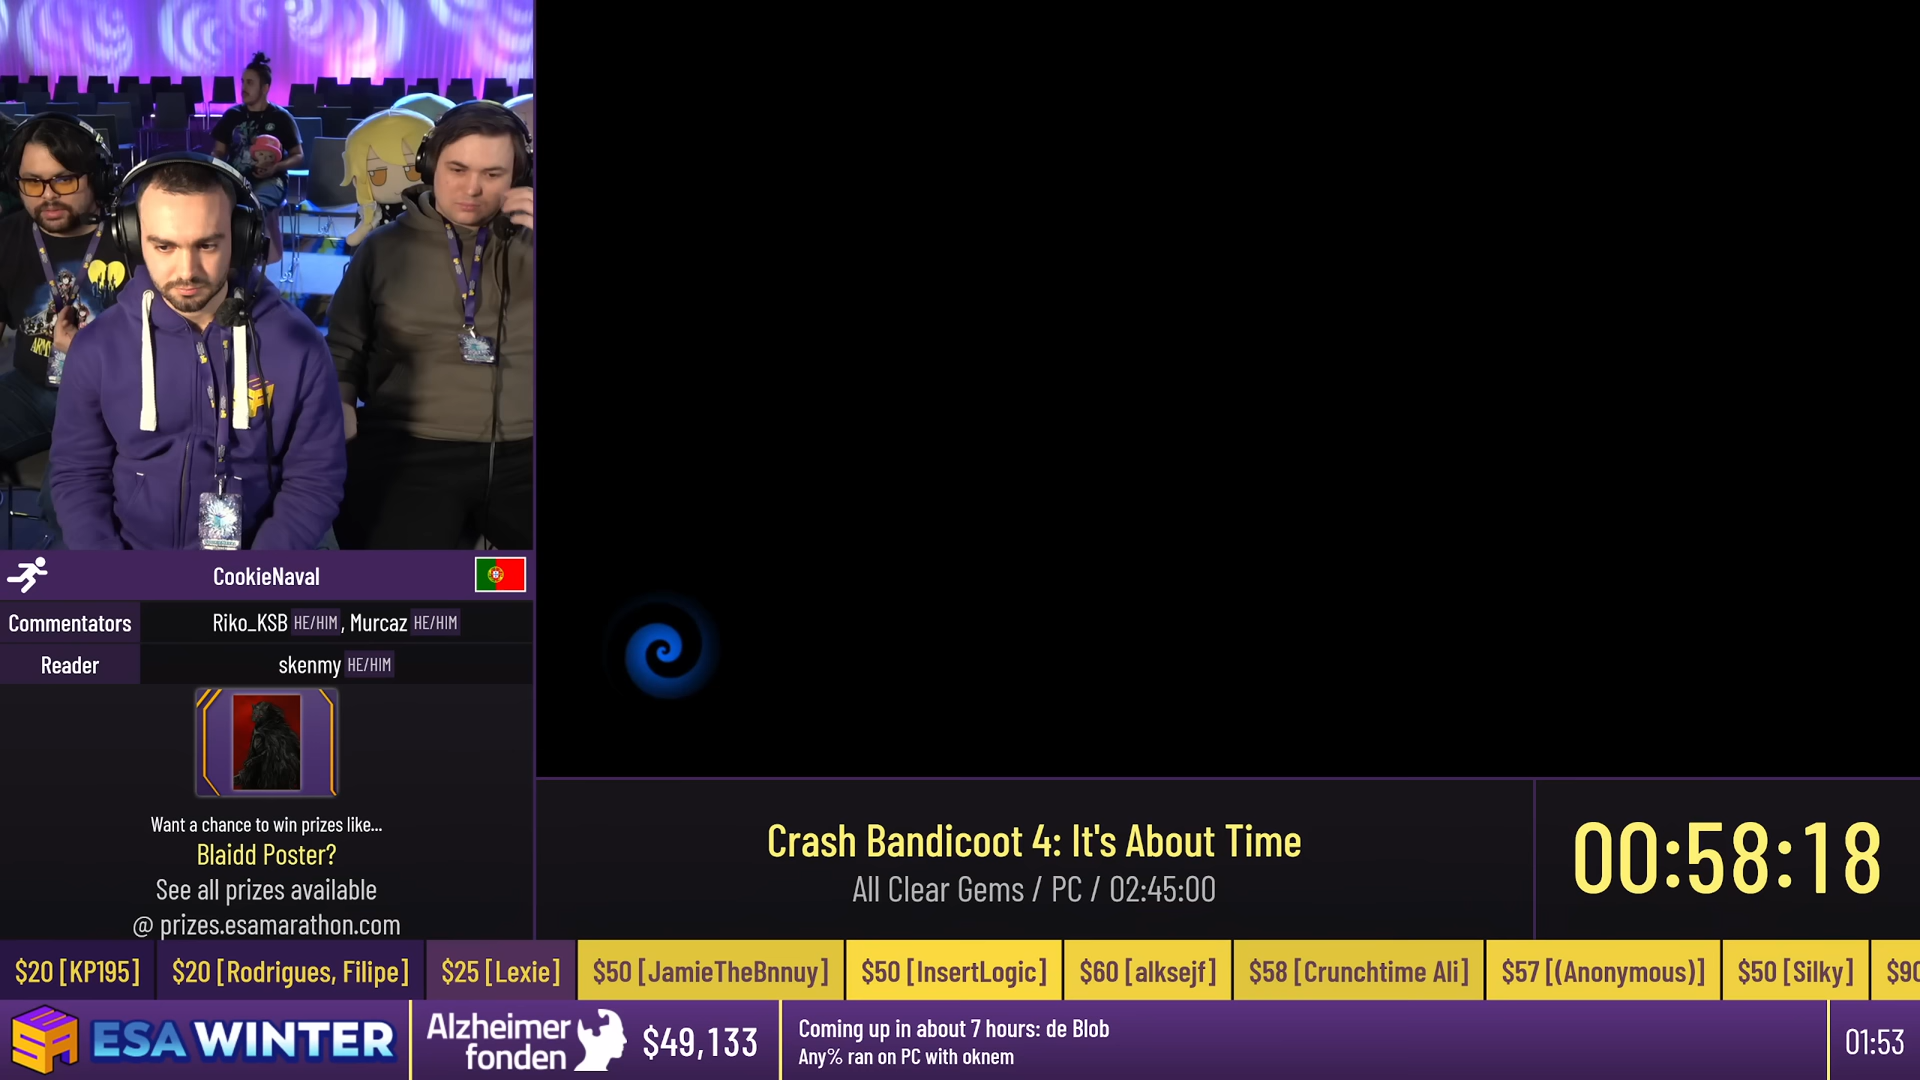 CookieNaval
Commentators
Riko_KSB HE/HIM, Murcaz HE/HIM
Reader
skenmy HE/HIM
Want a chance to win prizes like...
Blaidd Poster?
See all prizes available
@ prizes.esamarathon.com
Crash Bandicoot 4: It's About Time
All Clear Gems / PC / 02:45:00
00:58:18
$20 [KP195]
$20 [Rodrigues, Filipe]
$25 [Lexie]
$50 [JamieTheBnnuy]
$50 [InsertLogic]
$60 [alksejf]
$58 [Crunchtime Ali]
$57 [(Anonymous)]
$50 [Silky]
ESA WINTER
Alzheimer
fonden
$49,133
Coming up in about 7 hours: de Blob
Any% ran on PC with oknem
01:53